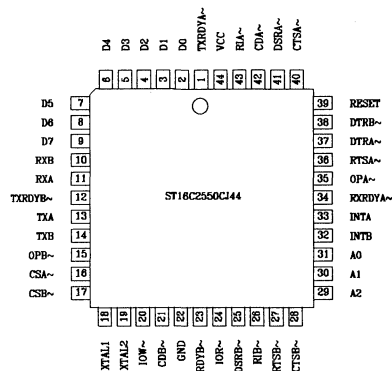 D4 D3 D2 D1 D0 TXRDYA~ VCC RIA~ CDA~ DSRA~ CTSA~
6 5 4 3 2 1 44 43 42 41 40
D5 7 39 RESET
D6 8 38 DTRB~
D7 9 37 DTRA~
RXB 10 36 RTSA~
RXA 11 35 OPA~
TXRDYB~ 12 34 RXRDYA~
ST16C2550CJ44
TXA 13 33 INTA
TXB 14 32 INTB
OPB~ 15 31 A0
CSA~ 16 30 A1
CSB~ 17 29 A2
18 19 20 21 22 23 24 25 26 27 28
XTAL1 XTAL2 IOW~ CDB~ GND RDYB~ IOR~ DSRB~ RIB~ RTSB~ CTSB~